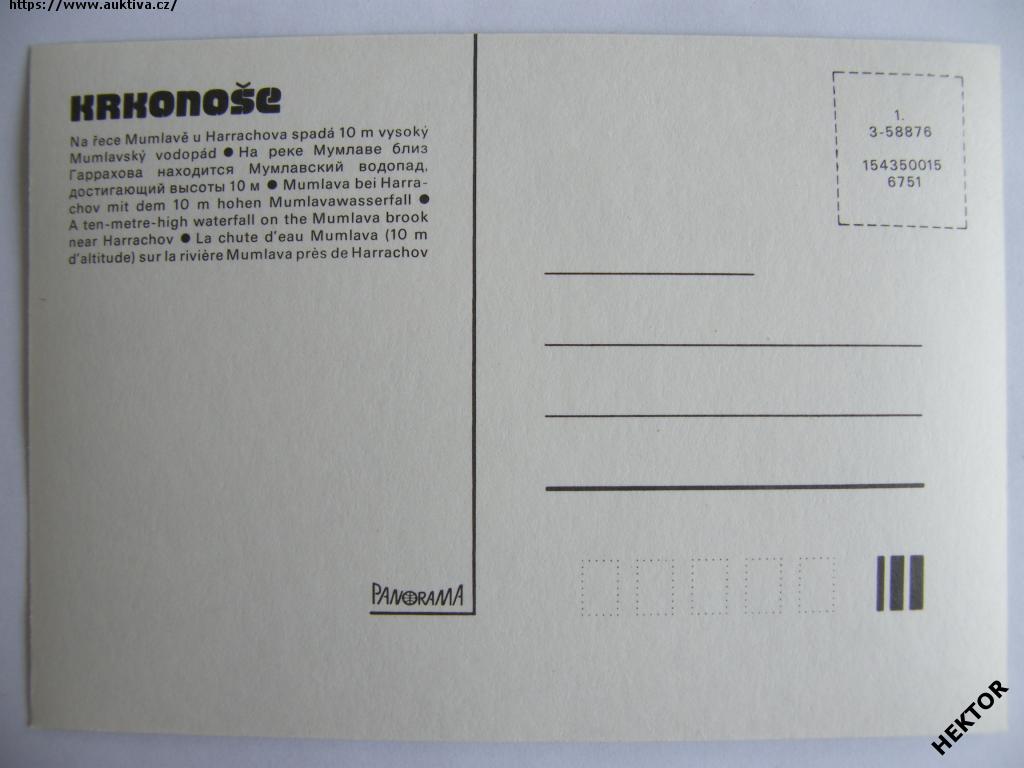 https://www.auktiva.cz/
KRKONOŠE
Na řece Mumlavě u Harrachova spadá 10 m vysoký
Mumlavský vodopád ● На реке Мумлаве близ
Гаррахова находится Мумлавский водопад,
достигающий высоты 10 м ● Mumlava bei Harra-
chov mit dem 10 m hohen Mumlavawasserfall ●
A ten-metre-high waterfall on the Mumlava brook
near Harrachov ● La chute d'eau Mumlava (10 m
d'altitude) sur la rivière Mumlava près de Harrachov
1.
3-58876
154350015
6751
PANORAMA
HEKTOR